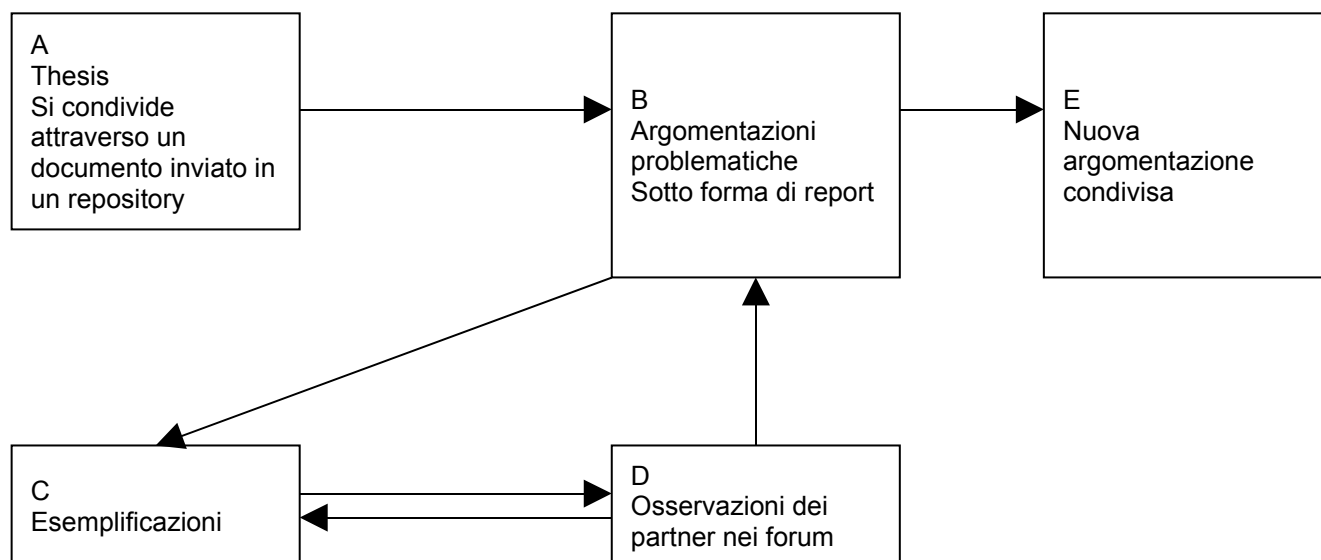 A
Thesis
Si condivide
attraverso un
documento inviato in
un repository
B
Argomentazioni
problematiche
Sotto forma di report
E
Nuova
argomentazione
condivisa
C
Esemplificazioni
D
Osservazioni dei
partner nei forum